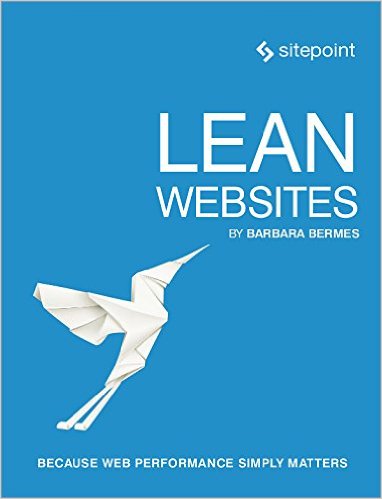 sitepoint
LEAN
WEBSITES
BY BARBARA BERMES
BECAUSE WEB PERFORMANCE SIMPLY MATTERS